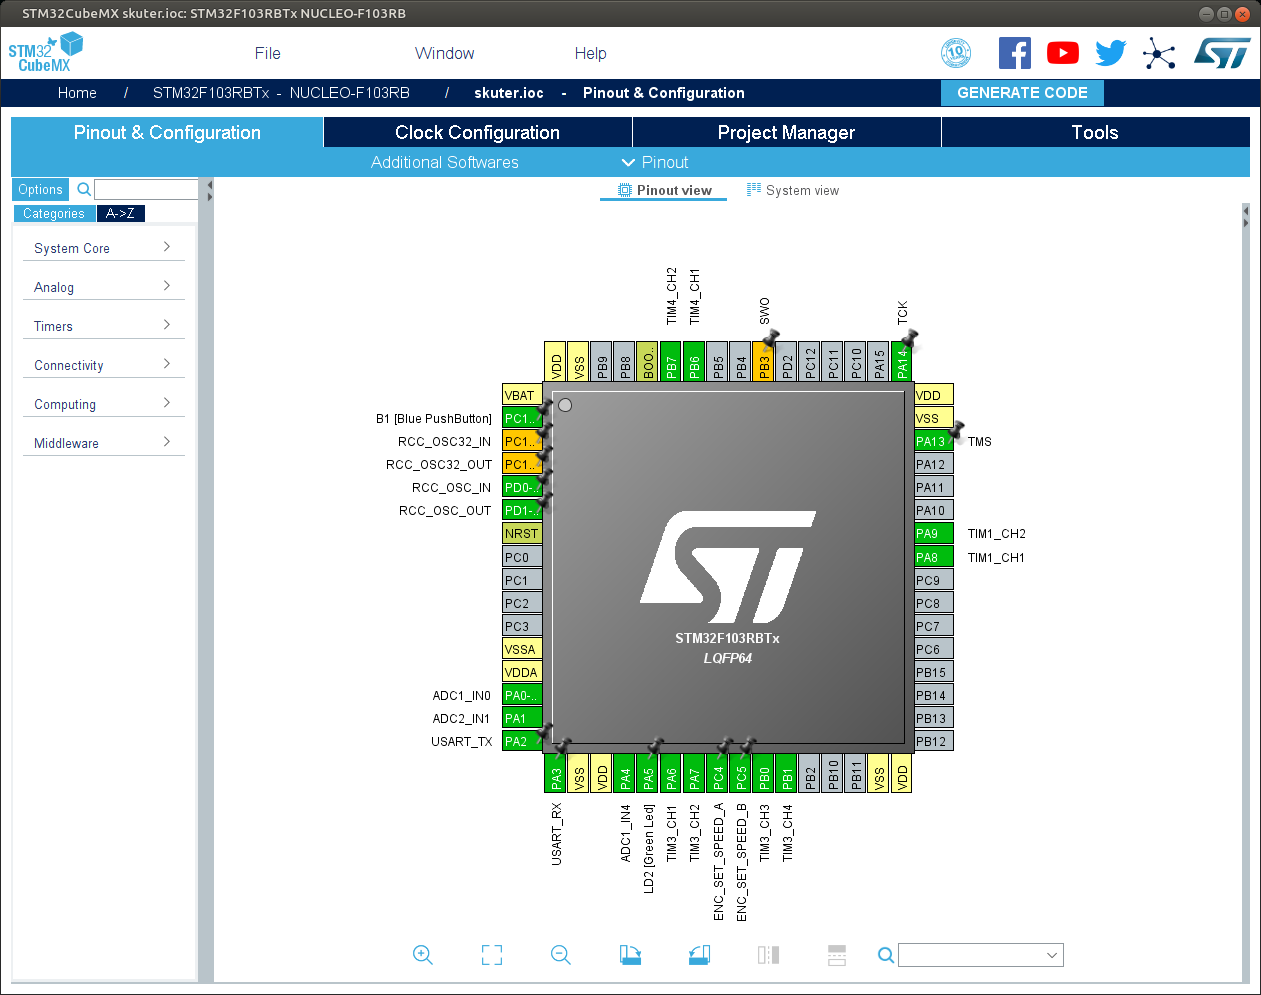 STM32CubeMX skuter.ioc: STM32F103RBTx NUCLEO-F103RB
STM32
CubeMX
File
Window
Help
10
Home
/
STM32F103RBTx - NUCLEO-F103RB
/
skuter.ioc - Pinout & Configuration
GENERATE CODE
Pinout & Configuration
Clock Configuration
Project Manager
Tools
Additional Softwares
Pinout
Options
Categories
A->Z
System Core
Analog
Timers
Connectivity
Computing
Middleware
Pinout view
System view
TIM4_CH2
TIM4_CH1
SWO
TCK
VDD
VSS
PB9
PB8
BOO..
PB7
PB6
PB5
PB4
PB3
PD2
PC12
PC11
PC10
PA15
PA14
VBAT
B1 [Blue PushButton] PC1..
RCC_OSC32_IN PC1..
RCC_OSC32_OUT PC1..
RCC_OSC_IN PD0-..
RCC_OSC_OUT PD1-..
NRST
PC0
PC1
PC2
PC3
VSSA
VDDA
ADC1_IN0 PA0-..
ADC2_IN1 PA1
USART_TX PA2
STM32F103RBTx
LQFP64
VDD
VSS
PA13 TMS
PA12
PA11
PA10
PA9 TIM1_CH2
PA8 TIM1_CH1
PC9
PC8
PC7
PC6
PB15
PB14
PB13
PB12
PA3
VSS
VDD
PA4
PA5
PA6
PA7
PC4
PC5
PB0
PB1
PB2
PB10
PB11
VSS
VDD
USART_RX
ADC1_IN4
LD2 [Green Led]
TIM3_CH1
TIM3_CH2
ENC_SET_SPEED_A
ENC_SET_SPEED_B
TIM3_CH3
TIM3_CH4